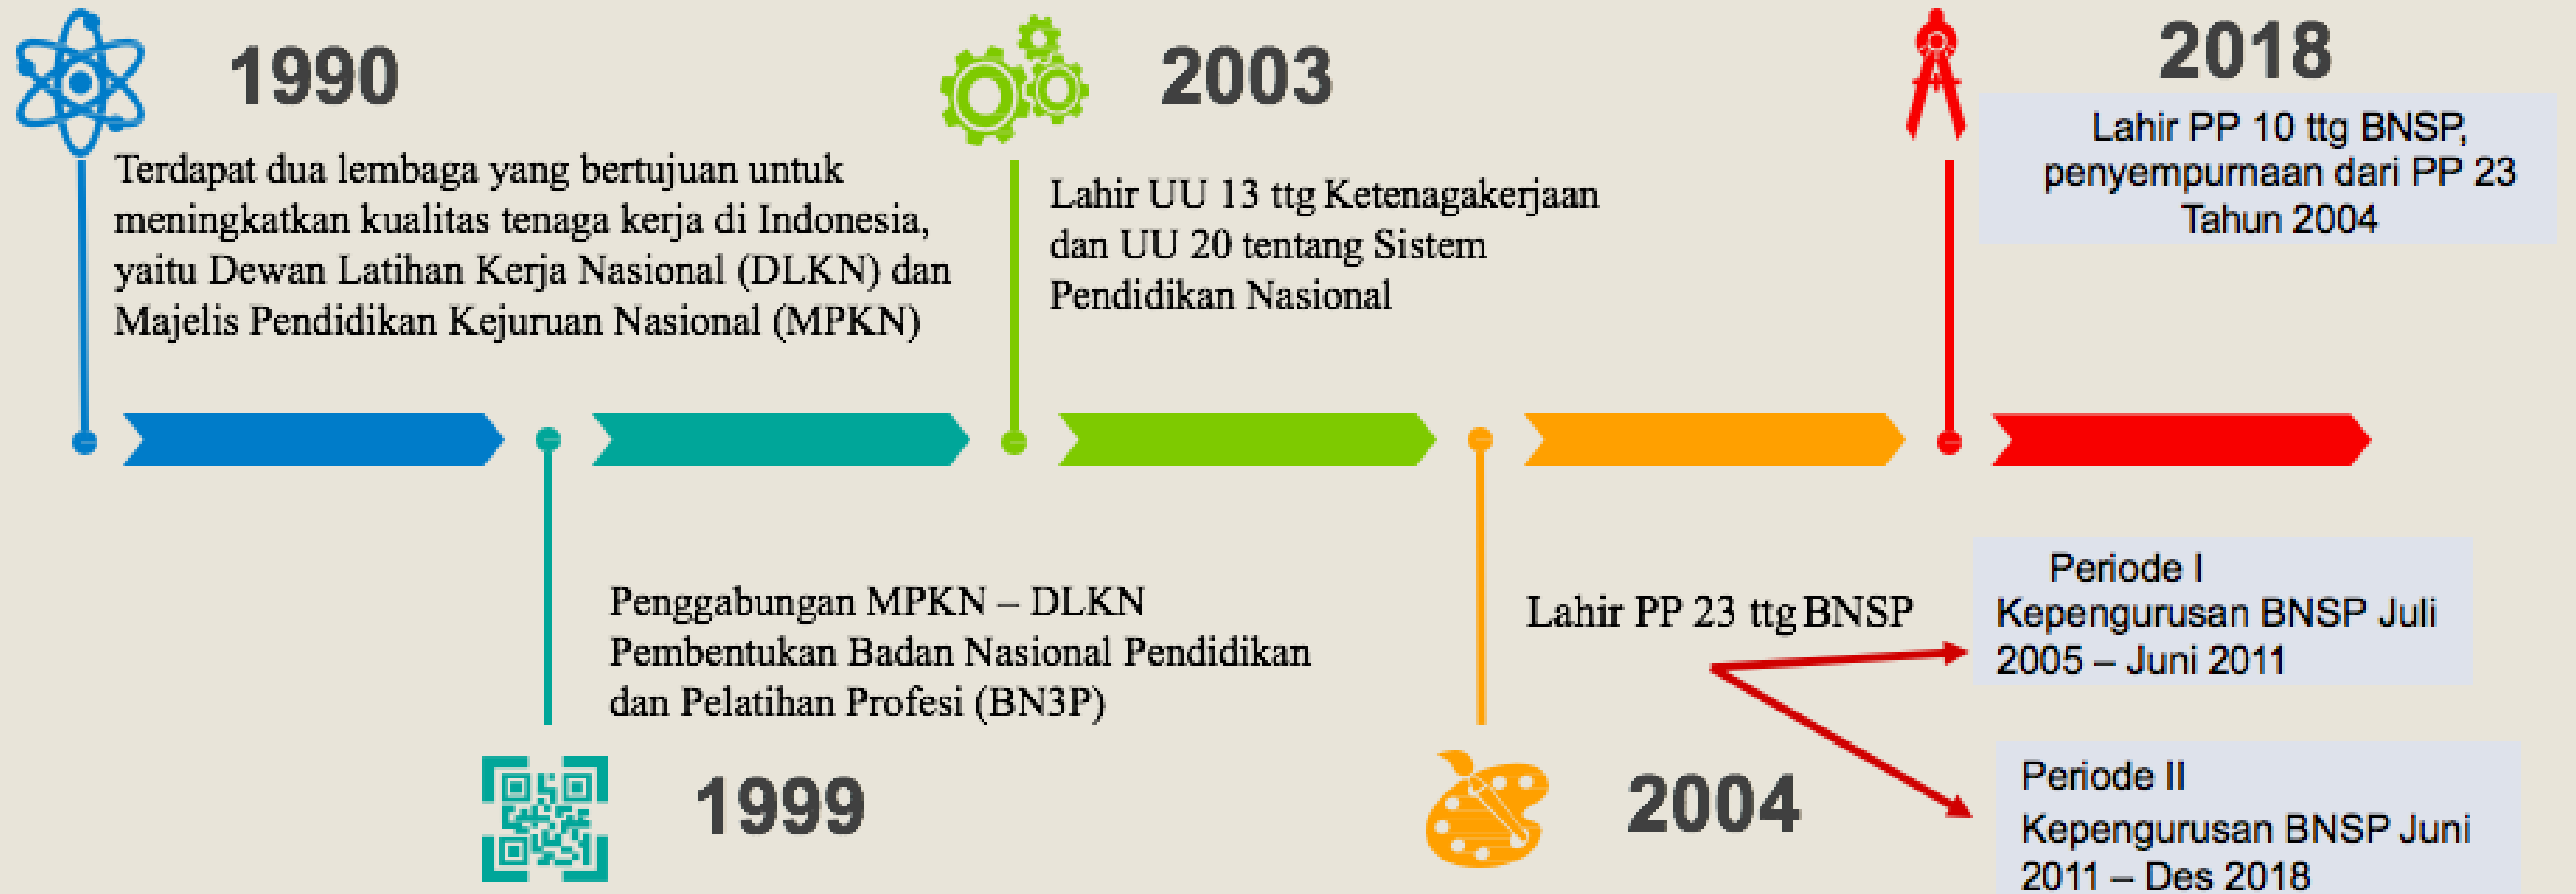 1990
Terdapat dua lembaga yang bertujuan untuk
meningkatkan kualitas tenaga kerja di Indonesia,
yaitu Dewan Latihan Kerja Nasional (DLKN) dan
Majelis Pendidikan Kejuruan Nasional (MPKN)
2003
Lahir UU 13 ttg Ketenagakerjaan
dan UU 20 tentang Sistem
Pendidikan Nasional
2018
Lahir PP 10 ttg BNSP,
penyempurnaan dari PP 23
Tahun 2004
Penggabungan MPKN – DLKN
Pembentukan Badan Nasional Pendidikan
dan Pelatihan Profesi (BN3P)
1999
Lahir PP 23 ttg BNSP
2004
Periode I
Kepengurusan BNSP Juli
2005 – Juni 2011
Periode II
Kepengurusan BNSP Juni
2011 – Des 2018